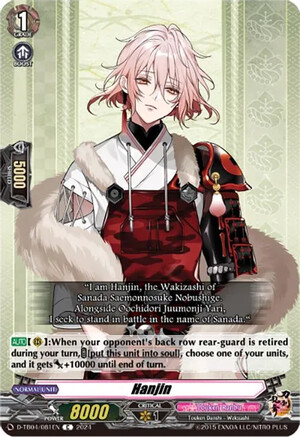 1
GRADE
BOOST
5000
SHIELD
"I am Hanjin, the Wakizashi of
Sanada Saemonnosuke Nobushige.
Alongside Oochidori Juumonji Yari,
I seek to stand in battle in the name of Sanada."
AUTO (R): When your opponent's back row rear-guard is retired
during your turn, [put this unit into soul], choose one of your units, and
it gets +10000 until end of turn.
NORMAL UNIT
Hanjin
POWER
8000
CRITICAL
1
Touken Ranbu
Touken Danshi - Wakizashi
D-TB04/081EN C 2024
©2015 EXNOA LLC/NITRO PLUS